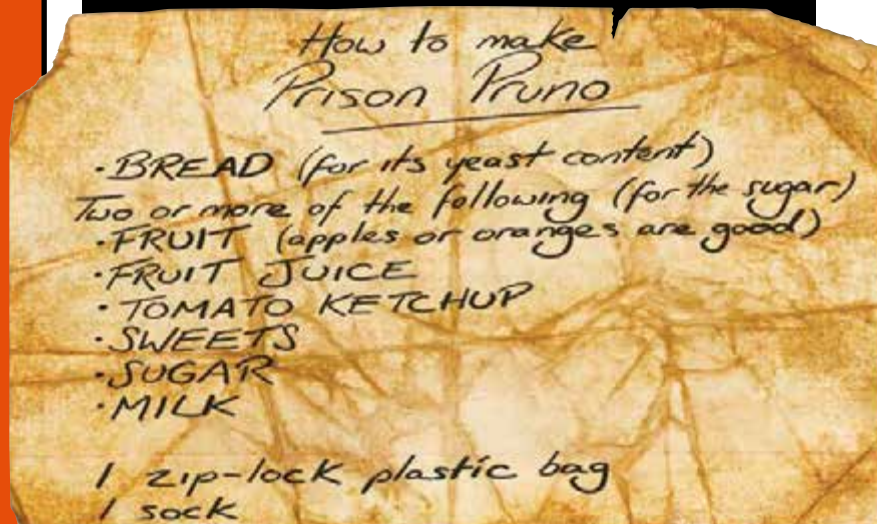 How to make
Prison Pruno
• BREAD (for its yeast content)
Two or more of the following (for the sugar)
• FRUIT (apples or oranges are good)
• FRUIT JUICE
• TOMATO KETCHUP
• SWEETS
• SUGAR
• MILK
1 zip-lock plastic bag
1 sock